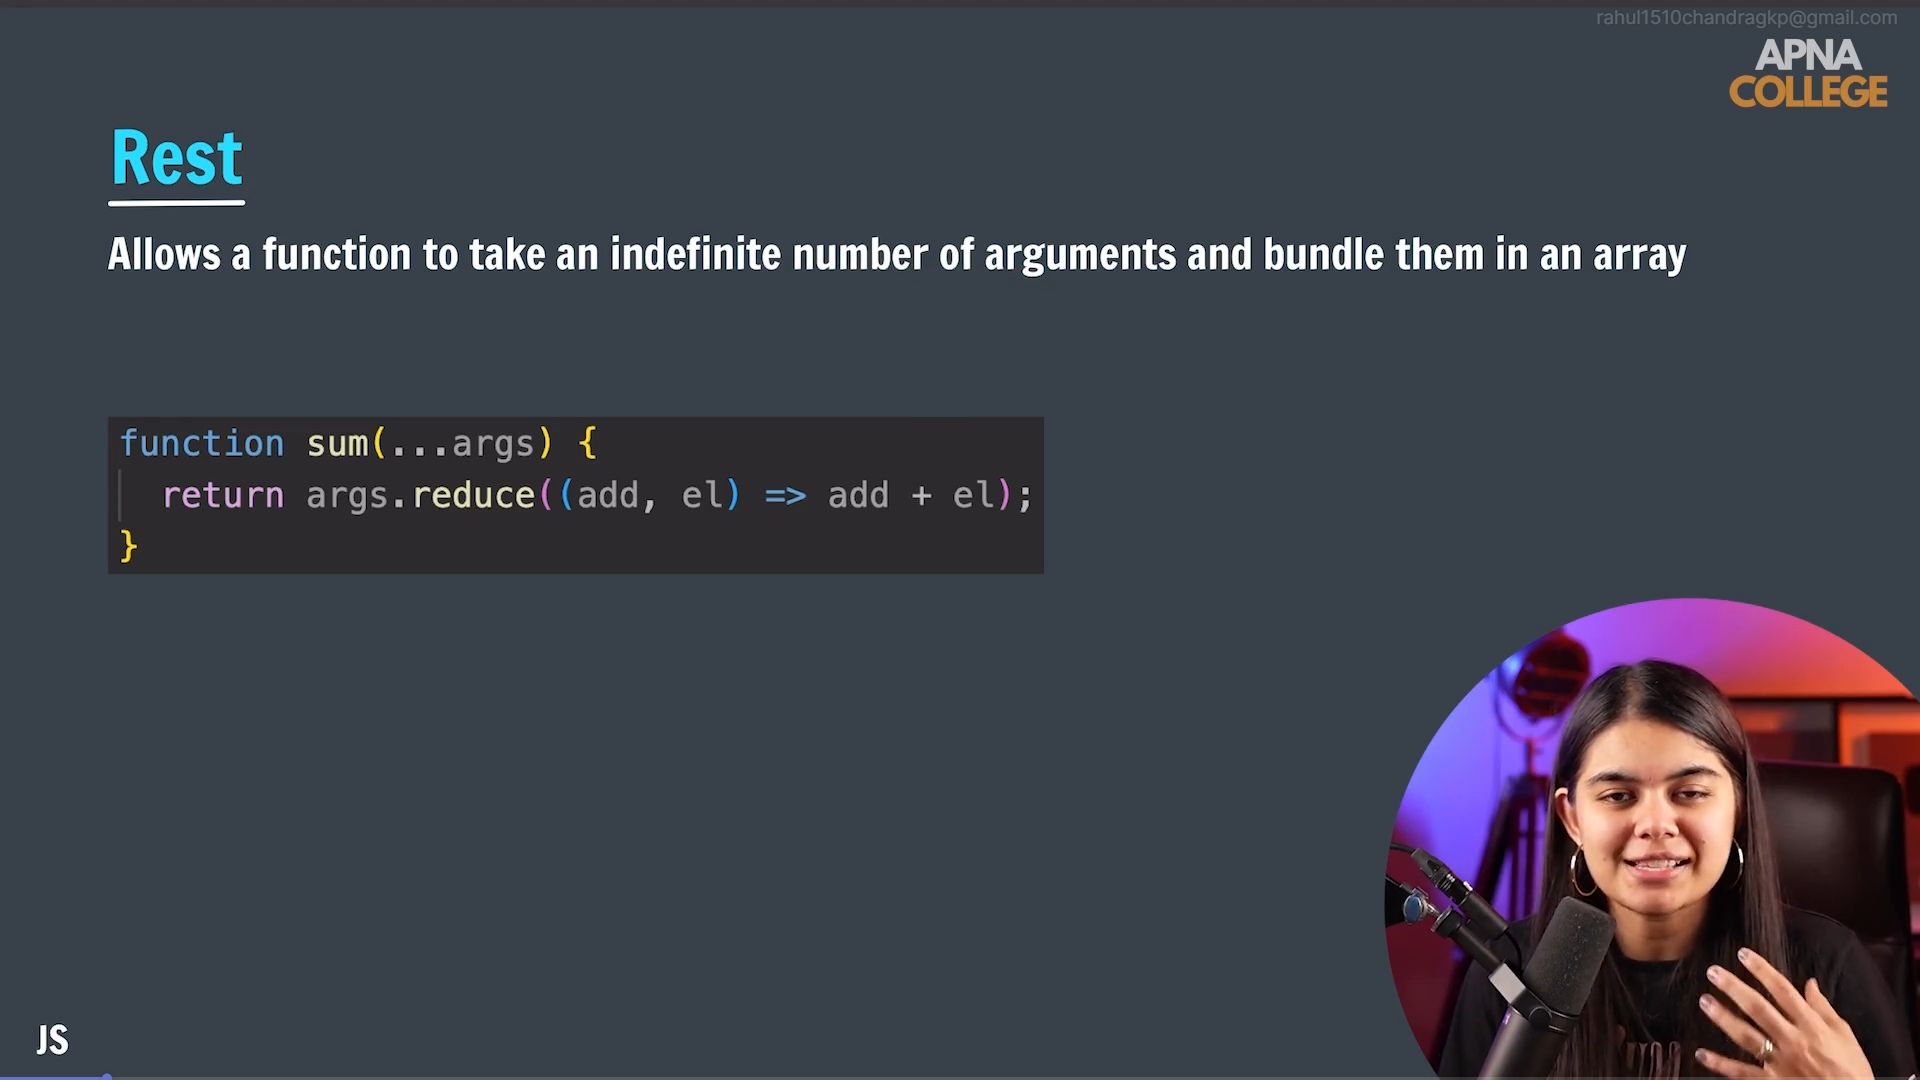 rahul1510chandragkp@gmail.com
APNA
COLLEGE
Rest
Allows a function to take an indefinite number of arguments and bundle them in an array
function sum(...args) {
  return args.reduce((add, el) => add + el);
}
JS